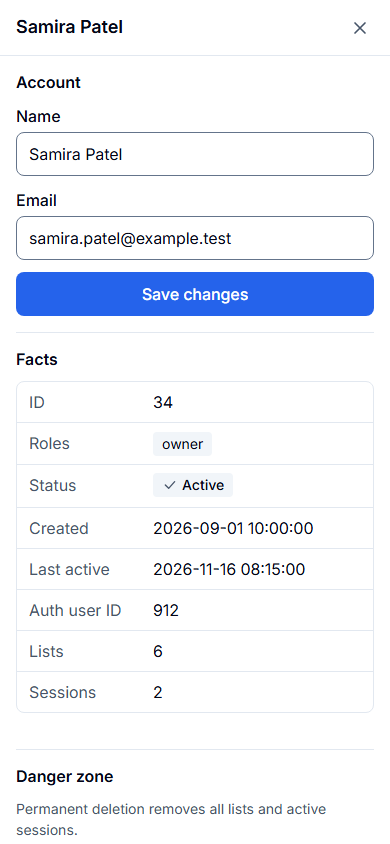 Samira Patel
Account
Name
Samira Patel
Email
samira.patel@example.test
Save changes
Facts
ID 34
Roles owner
Status Active
Created 2026-09-01 10:00:00
Last active 2026-11-16 08:15:00
Auth user ID 912
Lists 6
Sessions 2
Danger zone
Permanent deletion removes all lists and active
sessions.